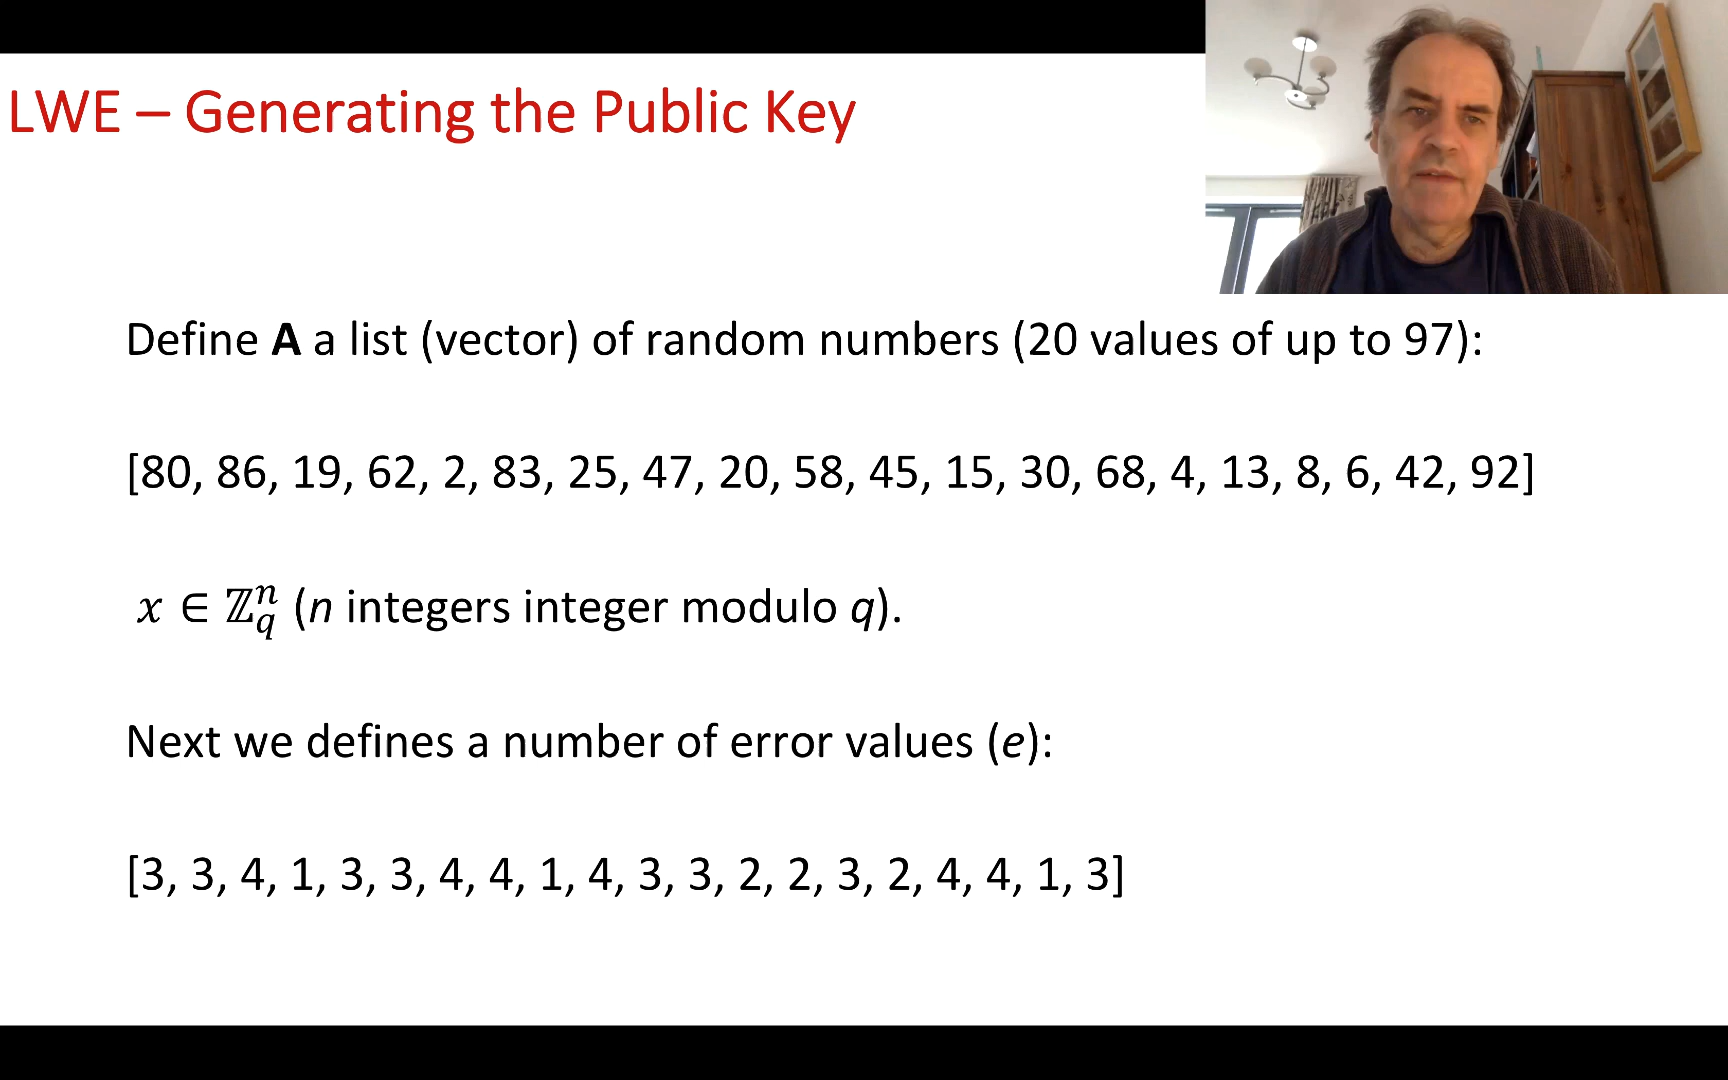 LWE – Generating the Public Key
Define A a list (vector) of random numbers (20 values of up to 97):
[80, 86, 19, 62, 2, 83, 25, 47, 20, 58, 45, 15, 30, 68, 4, 13, 8, 6, 42, 92]
x ∈ ℤ_q^n (n integers integer modulo q).
Next we defines a number of error values (e):
[3, 3, 4, 1, 3, 3, 4, 4, 1, 4, 3, 3, 2, 2, 3, 2, 4, 4, 1, 3]